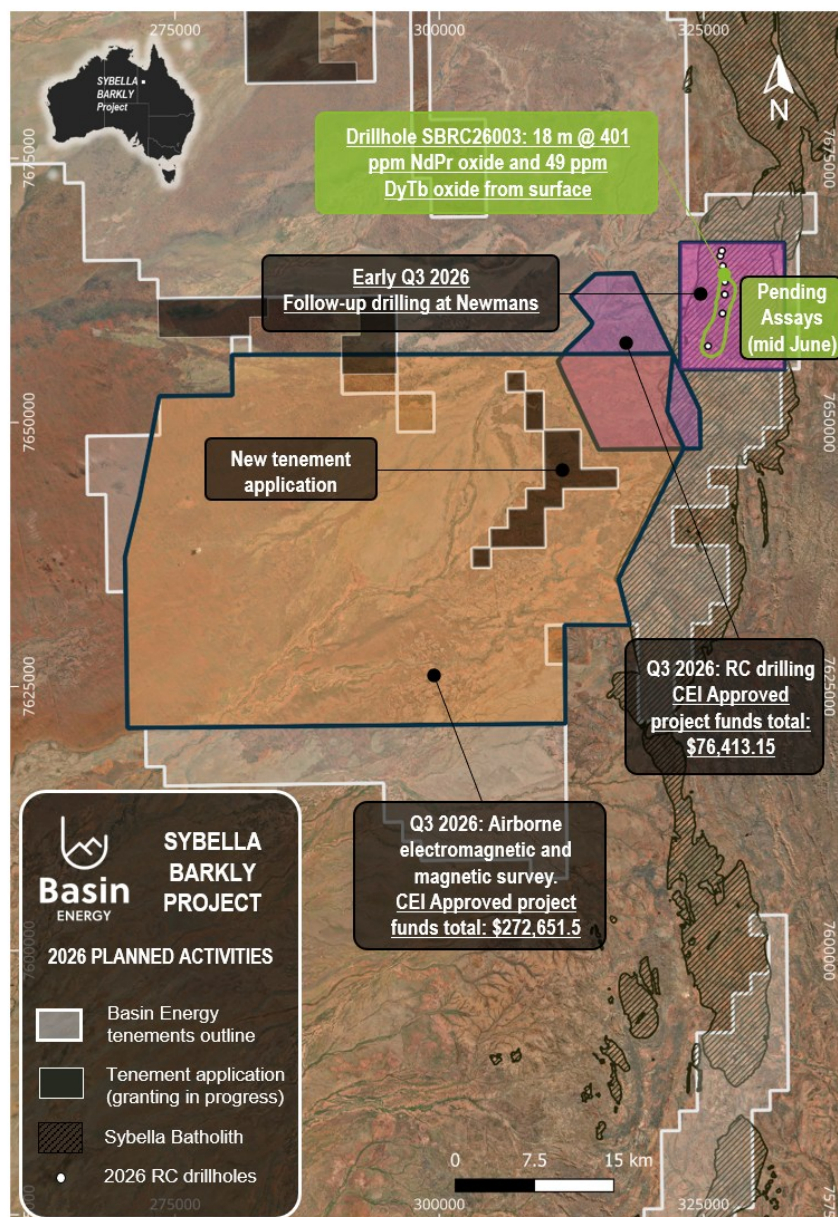 275000
300000
325000
SYBELLA
BARKLY
Project
N
7675000
7675000
Drillhole SBRC26003: 18 m @ 401
ppm NdPr oxide and 49 ppm
DyTb oxide from surface
Early Q3 2026
Follow-up drilling at Newmans
Pending
Assays
(mid June)
7650000
7650000
New tenement
application
7625000
7625000
Q3 2026: RC drilling
CEI Approved
project funds total:
$76,413.15
Q3 2026: Airborne
electromagnetic and
magnetic survey.
CEI Approved project
funds total: $272,651.5
Basin
ENERGY
SYBELLA
BARKLY
PROJECT
2026 PLANNED ACTIVITIES
Basin Energy
tenements outline
Tenement application
(granting in progress)
Sybella Batholith
2026 RC drillholes
7600000
7600000
0 7.5 15 km
275000
300000
325000